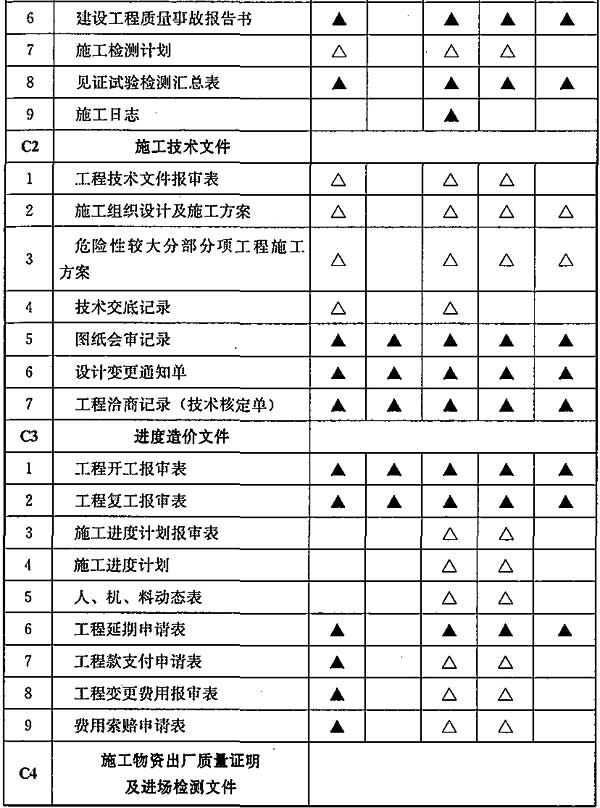 6 建设工程质量事故报告书 ▲ ▲ ▲ ▲
7 施工检测计划 △ △ △
8 见证试验检测汇总表 ▲ ▲ ▲ ▲
9 施工日志 ▲
C2 施工技术文件
1 工程技术文件报审表 △ △ △
2 施工组织设计及施工方案 △ △ △ △
3 危险性较大分部分项工程施工
方案 △ △ △ △
4 技术交底记录 △ △
5 图纸会审记录 ▲ ▲ ▲ ▲ ▲
6 设计变更通知单 ▲ ▲ ▲ ▲ ▲
7 工程洽商记录（技术核定单） ▲ ▲ ▲ ▲ ▲
C3 进度造价文件
1 工程开工报审表 ▲ ▲ ▲ ▲ ▲
2 工程复工报审表 ▲ ▲ ▲ ▲ ▲
3 施工进度计划报审表 △ △
4 施工进度计划 △ △
5 人、机、料动态表 △ △
6 工程延期申请表 ▲ ▲ ▲ ▲
7 工程款支付申请表 ▲ △ △
8 工程变更费用报审表 ▲ △ △
9 费用索赔申请表 ▲ △ △
C4 施工物资出厂质量证明
及进场检测文件